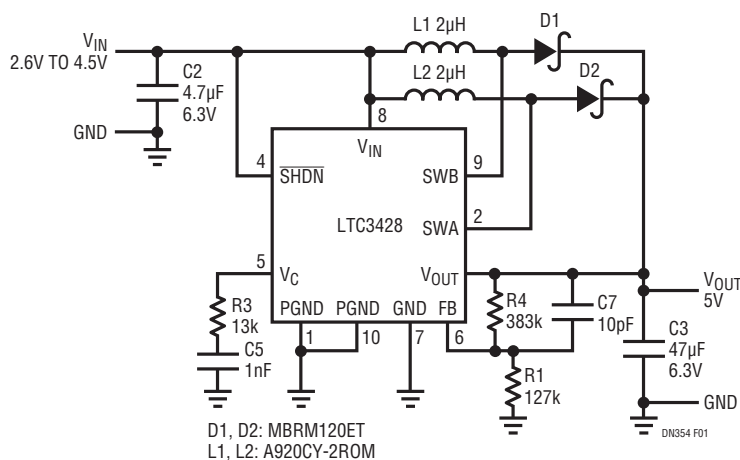 L1 2µH
D1
VIN
2.6V TO 4.5V
C2
4.7µF
6.3V
L2 2µH
D2
GND
8
VIN
4
SHDN
SWB
9
LTC3428
SWA
2
5
VC
VOUT
VOUT
5V
R3
13k
PGND
PGND
GND
FB
R4
383k
C7
10pF
C5
1nF
1
10
7
6
C3
47µF
6.3V
R1
127k
GND
D1, D2: MBRM120ET
L1, L2: A920CY-2ROM
DN354 F01